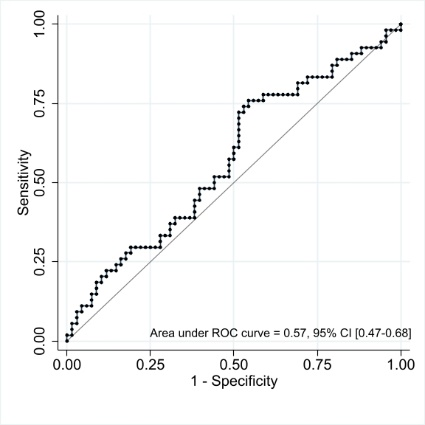 1.00
0.75
0.50
0.25
0.00
Sensitivity
Area under ROC curve = 0.57, 95% CI [0.47-0.68]
0.00 0.25 0.50 0.75 1.00
1 - Specificity